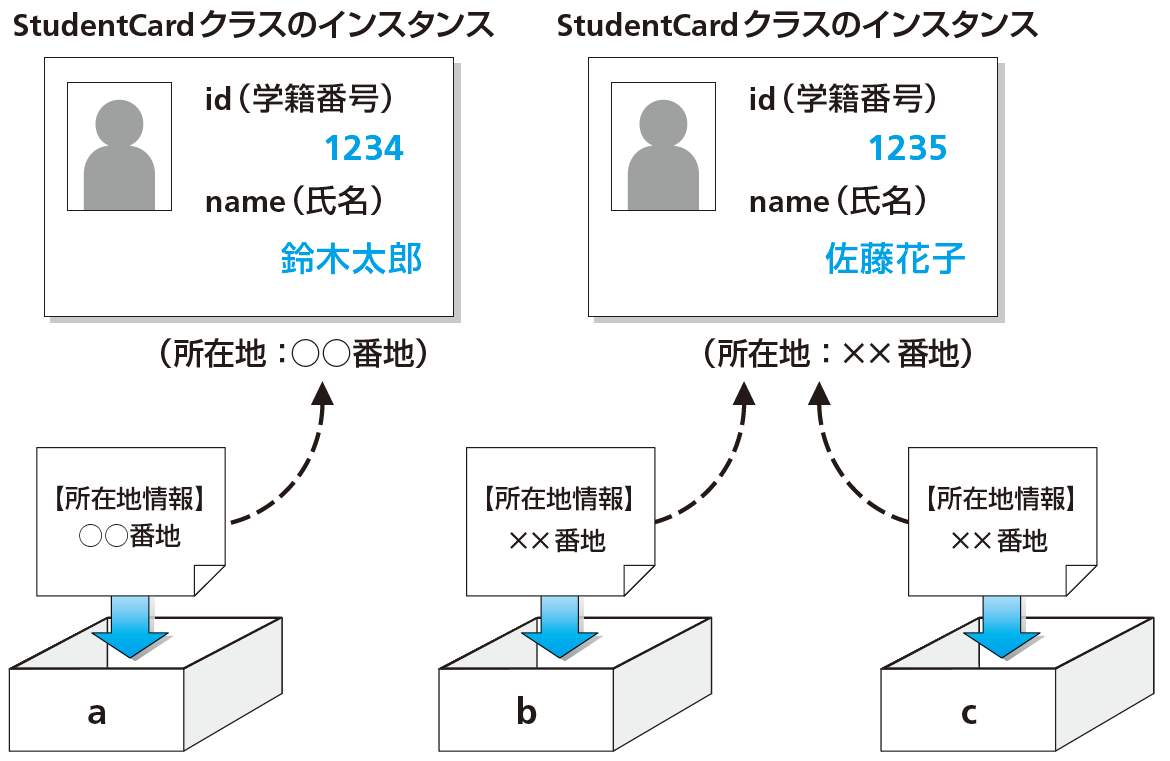 StudentCardクラスのインスタンス
id（学籍番号）
1234
name（氏名）
鈴木太郎
（所在地：○○番地）
StudentCardクラスのインスタンス
id（学籍番号）
1235
name（氏名）
佐藤花子
（所在地：××番地）
【所在地情報】
○○番地
a
【所在地情報】
××番地
b
【所在地情報】
××番地
c